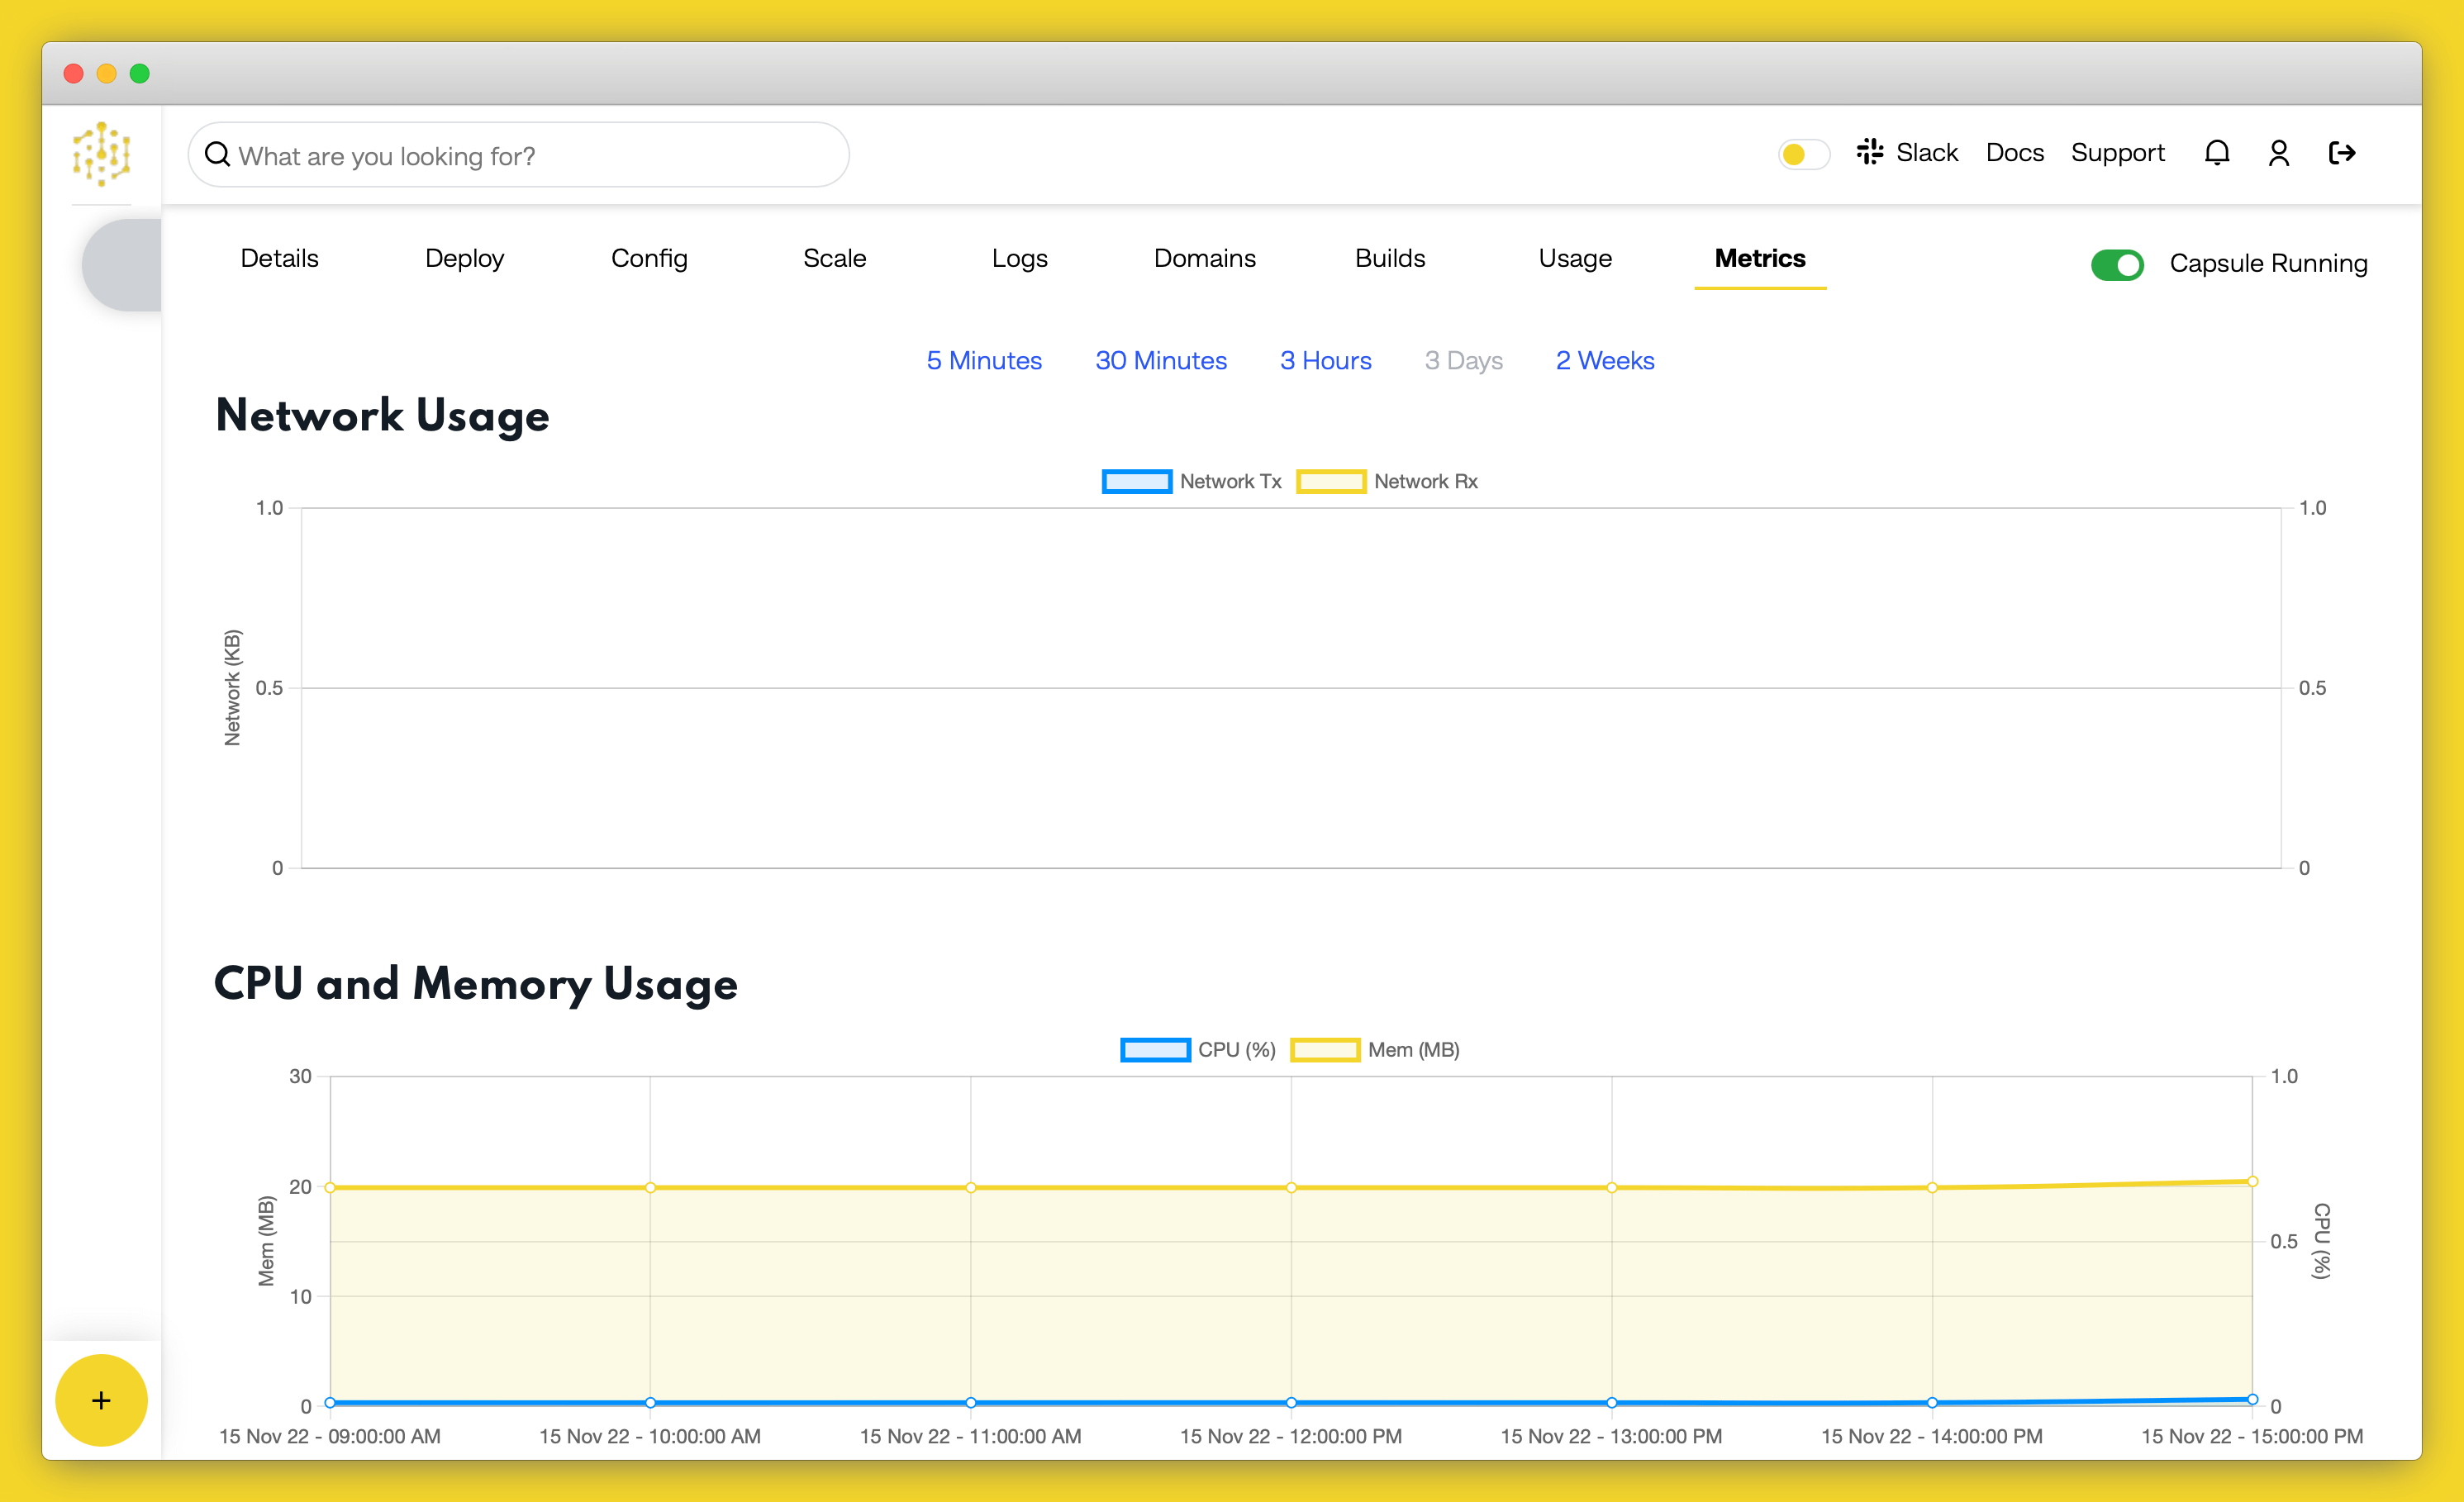 What are you looking for?
Slack Docs Support
Details Deploy Config Scale Logs Domains Builds Usage Metrics Capsule Running
5 Minutes 30 Minutes 3 Hours 3 Days 2 Weeks
Network Usage
Network Tx Network Rx
1.0 1.0
Network (KB)
0.5 0.5
0 0
CPU and Memory Usage
CPU (%) Mem (MB)
30 1.0
20
Mem (MB)
0.5 CPU (%)
10
0 0
15 Nov 22 - 09:00:00 AM 15 Nov 22 - 10:00:00 AM 15 Nov 22 - 11:00:00 AM 15 Nov 22 - 12:00:00 PM 15 Nov 22 - 13:00:00 PM 15 Nov 22 - 14:00:00 PM 15 Nov 22 - 15:00:00 PM
+